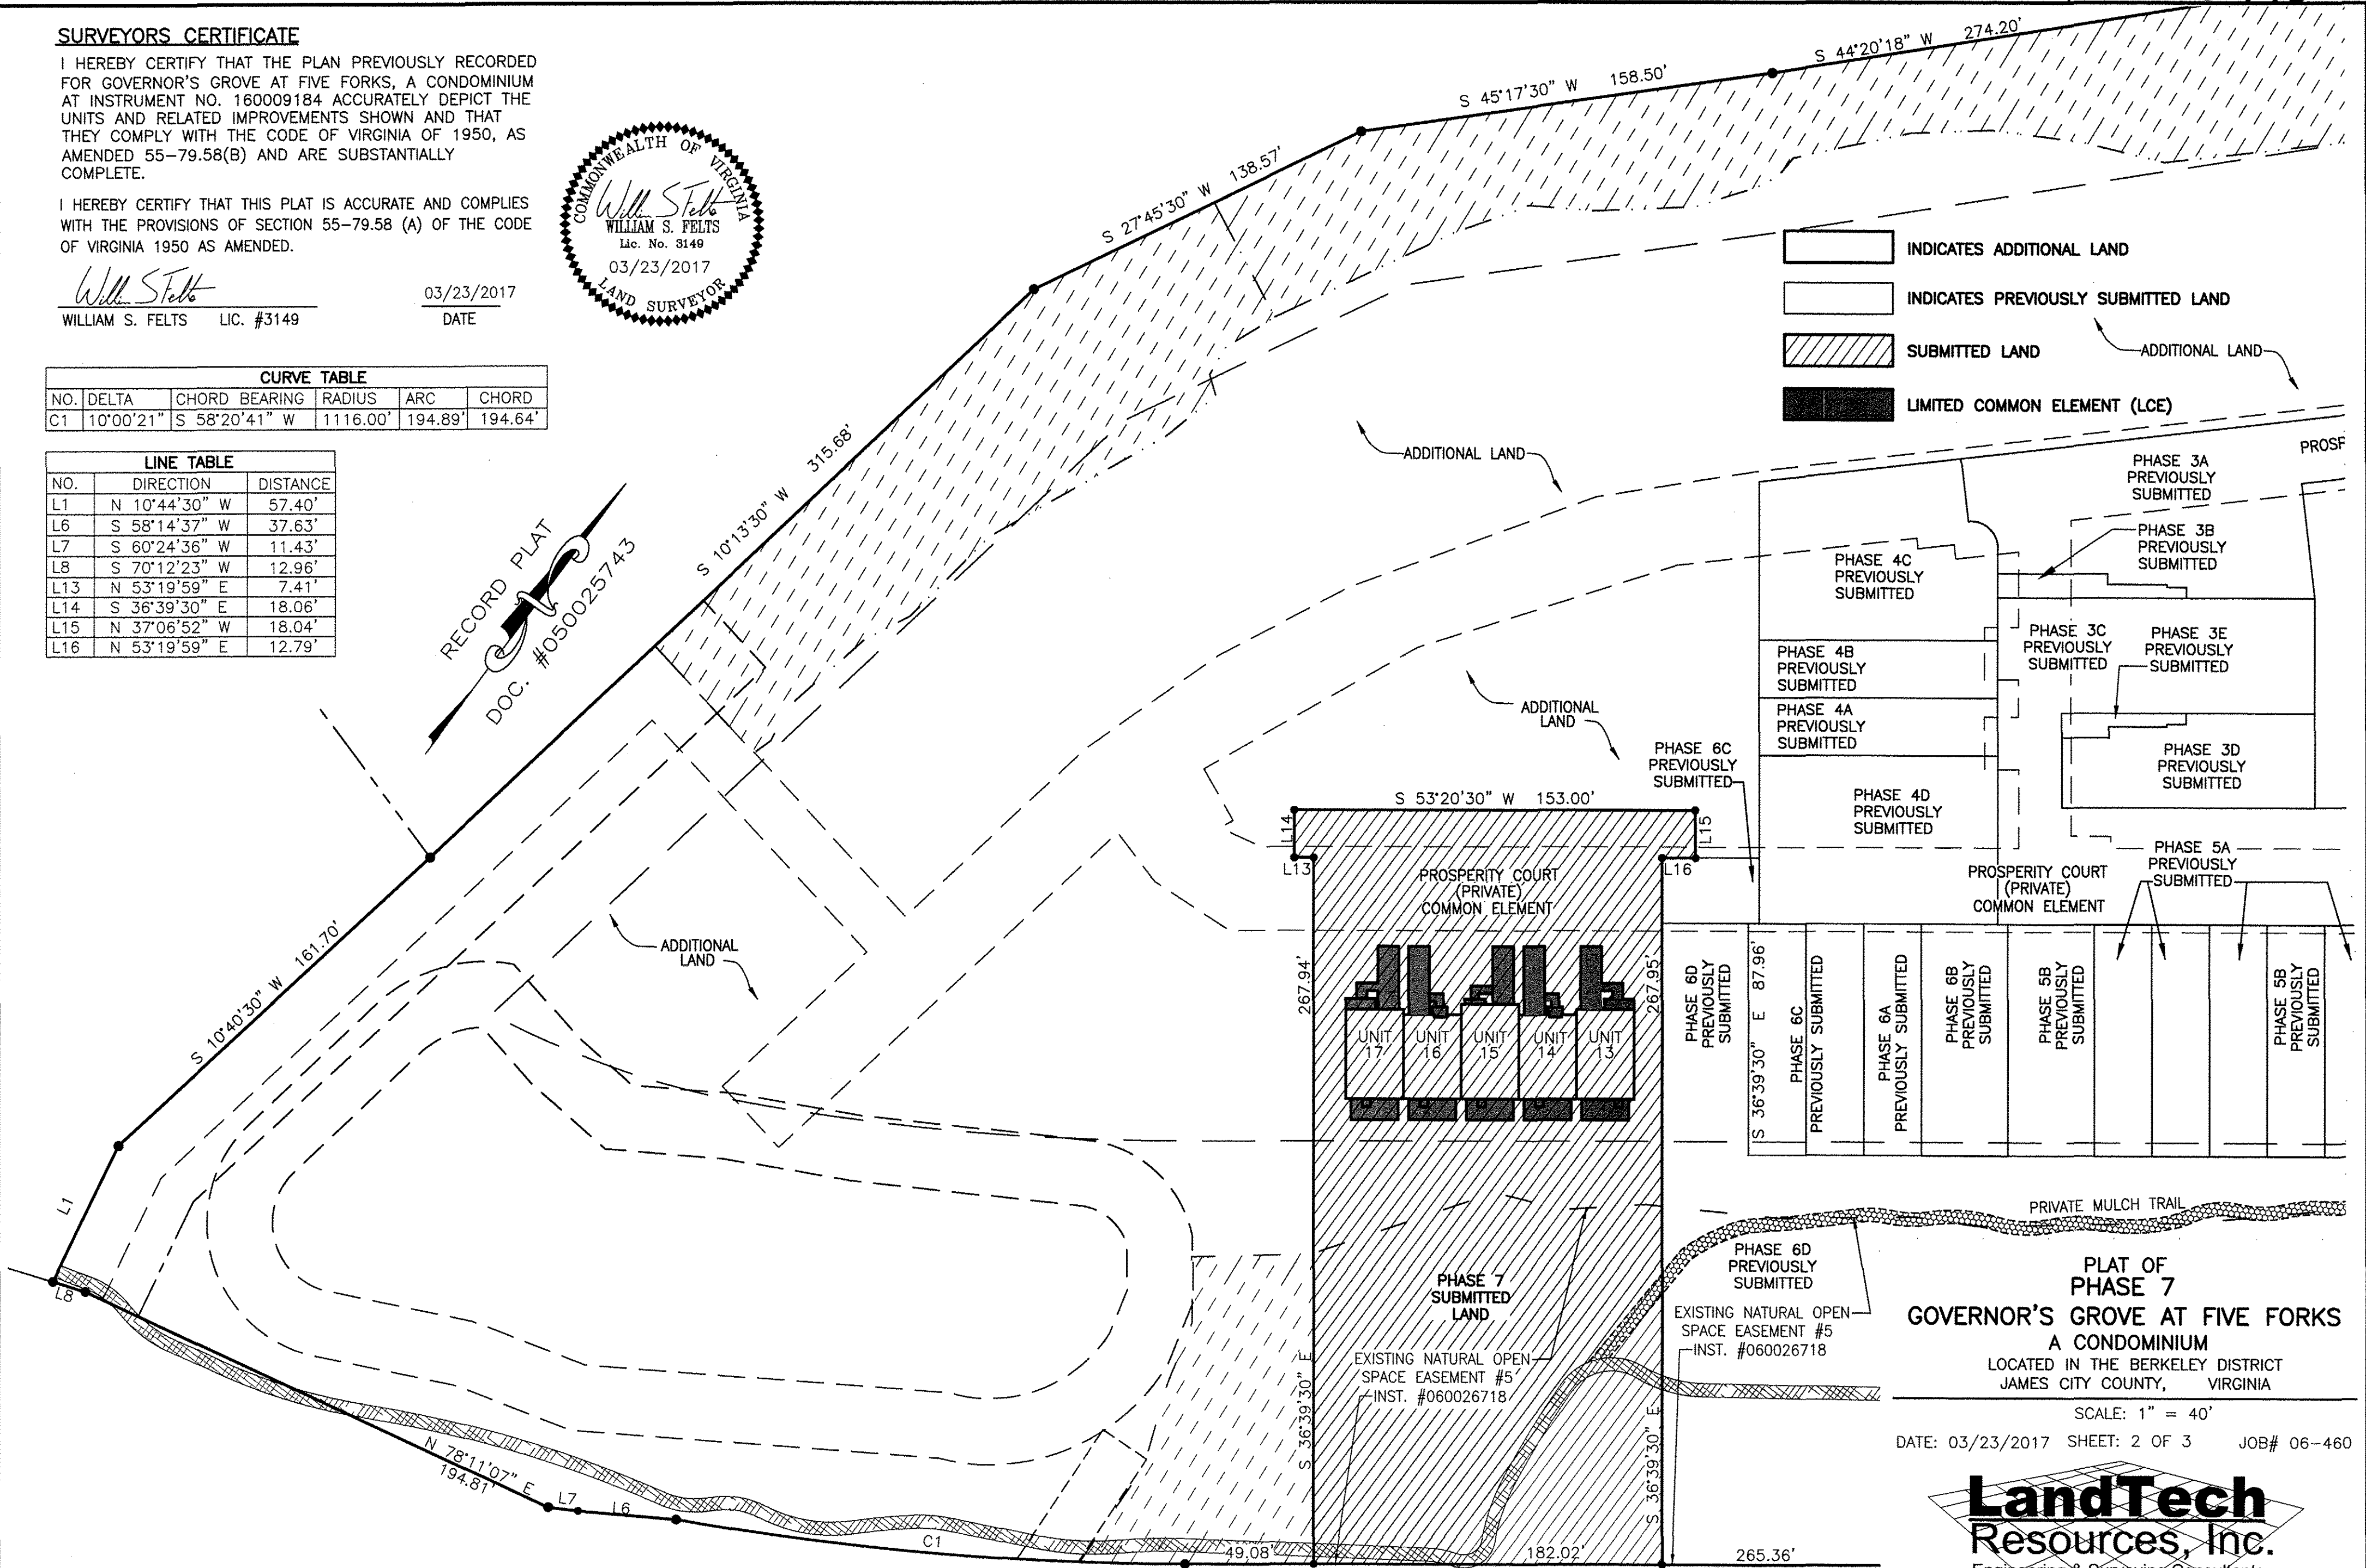 SURVEYORS CERTIFICATE
I HEREBY CERTIFY THAT THE PLAN PREVIOUSLY RECORDED
FOR GOVERNOR'S GROVE AT FIVE FORKS, A CONDOMINIUM
AT INSTRUMENT NO. 160009184 ACCURATELY DEPICT THE
UNITS AND RELATED IMPROVEMENTS SHOWN AND THAT
THEY COMPLY WITH THE CODE OF VIRGINIA OF 1950, AS
AMENDED 55-79.58(B) AND ARE SUBSTANTIALLY
COMPLETE.
I HEREBY CERTIFY THAT THIS PLAT IS ACCURATE AND COMPLIES
WITH THE PROVISIONS OF SECTION 55-79.58 (A) OF THE CODE
OF VIRGINIA 1950 AS AMENDED.
03/23/2017
WILLIAM S. FELTS LIC. #3149
DATE
COMMONWEALTH OF VIRGINIA
WILLIAM S. FELTS
Lic. No. 3149
03/23/2017
LAND SURVEYOR
CURVE TABLE
NO. DELTA CHORD BEARING RADIUS ARC CHORD
C1 10°00'21" S 58°20'41" W 1116.00' 194.89' 194.64'
LINE TABLE
NO. DIRECTION DISTANCE
L1 N 10°44'30" W 57.40'
L6 S 58°14'37" W 37.63'
L7 S 60°24'36" W 11.43'
L8 S 70°12'23" W 12.96'
L13 N 53°19'59" E 7.41'
L14 S 36°39'30" E 18.06'
L15 N 37°06'52" W 18.04'
L16 N 53°19'59" E 12.79'
RECORD PLAT
DOC. #050025743
S 44°20'18" W 274.20'
S 45°17'30" W 158.50'
S 27°45'30" W 138.57'
S 10°13'30" W 315.68'
S 10°40'30" W 161.70'
L1
L8
N 78°11'07" E
194.81'
L7
L6
C1
49.08'
182.02'
265.36'
INDICATES ADDITIONAL LAND
INDICATES PREVIOUSLY SUBMITTED LAND
SUBMITTED LAND
LIMITED COMMON ELEMENT (LCE)
ADDITIONAL LAND
ADDITIONAL LAND
ADDITIONAL
LAND
ADDITIONAL
LAND
PROSP
PHASE 3A
PREVIOUSLY
SUBMITTED
PHASE 3B
PREVIOUSLY
SUBMITTED
PHASE 4C
PREVIOUSLY
SUBMITTED
PHASE 3C
PREVIOUSLY
SUBMITTED
PHASE 3E
PREVIOUSLY
SUBMITTED
PHASE 4B
PREVIOUSLY
SUBMITTED
PHASE 4A
PREVIOUSLY
SUBMITTED
PHASE 3D
PREVIOUSLY
SUBMITTED
PHASE 6C
PREVIOUSLY
SUBMITTED
PHASE 4D
PREVIOUSLY
SUBMITTED
PHASE 5A
PREVIOUSLY
SUBMITTED
PROSPERITY COURT
(PRIVATE)
COMMON ELEMENT
S 53°20'30" W 153.00'
L14
L15
L13
L16
PROSPERITY COURT
(PRIVATE)
COMMON ELEMENT
267.94'
267.95'
UNIT
17
UNIT
16
UNIT
15
UNIT
14
UNIT
13
PHASE 6D
PREVIOUSLY
SUBMITTED
S 36°39'30" E 87.96'
PHASE 6C
PREVIOUSLY SUBMITTED
PHASE 6A
PREVIOUSLY SUBMITTED
PHASE 6B
PREVIOUSLY
SUBMITTED
PHASE 5B
PREVIOUSLY
SUBMITTED
PHASE 5B
PREVIOUSLY
SUBMITTED
PRIVATE MULCH TRAIL
PHASE 6D
PREVIOUSLY
SUBMITTED
PHASE 7
SUBMITTED
LAND
EXISTING NATURAL OPEN
SPACE EASEMENT #5
INST. #060026718
EXISTING NATURAL OPEN
SPACE EASEMENT #5
INST. #060026718
S 36°39'30" E
S 36°39'30" E
PLAT OF
PHASE 7
GOVERNOR'S GROVE AT FIVE FORKS
A CONDOMINIUM
LOCATED IN THE BERKELEY DISTRICT
JAMES CITY COUNTY, VIRGINIA
SCALE: 1" = 40'
DATE: 03/23/2017 SHEET: 2 OF 3 JOB# 06-460
LandTech
Resources, Inc.